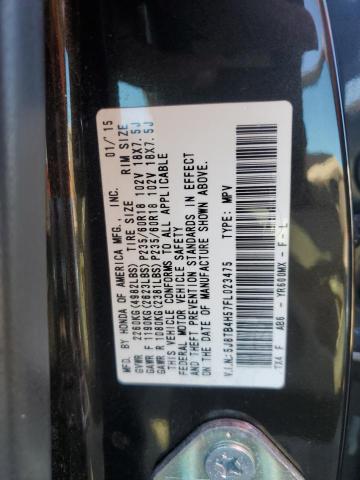 MFD BY HONDA OF AMERICA MFG., INC. 01/15
TIRE SIZE RIM SIZE
GVWR 2260KG(4982LBS)
GAWR F 1190KG(2623LBS) P235/60R18 102V 18X7.5J
GAWR R 1080KG(2381LBS) P235/60R18 102V 18X7.5J
THIS VEHICLE CONFORMS TO ALL APPLICABLE
FEDERAL MOTOR VEHICLE SAFETY
AND THEFT PREVENTION STANDARDS IN EFFECT
ON THE DATE OF MANUFACTURE SHOWN ABOVE.
V.I.N: 5J8TB4H57FL023475 TYPE: MPV
TX4 F AB6 - YR600MX - F - L